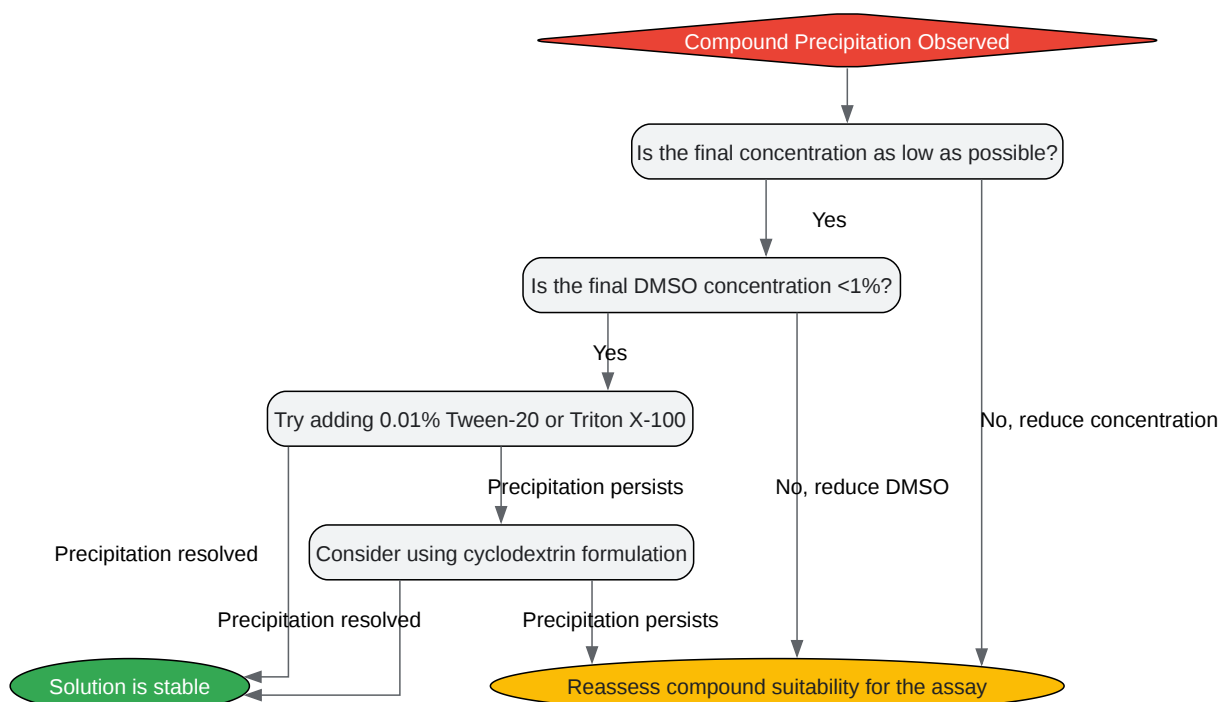 Compound Precipitation Observed
Is the final concentration as low as possible?
Yes
Is the final DMSO concentration <1%?
Yes
Try adding 0.01% Tween-20 or Triton X-100
No, reduce concentration
Precipitation persists
No, reduce DMSO
Precipitation resolved
Consider using cyclodextrin formulation
Precipitation resolved
Precipitation persists
Solution is stable
Reassess compound suitability for the assay